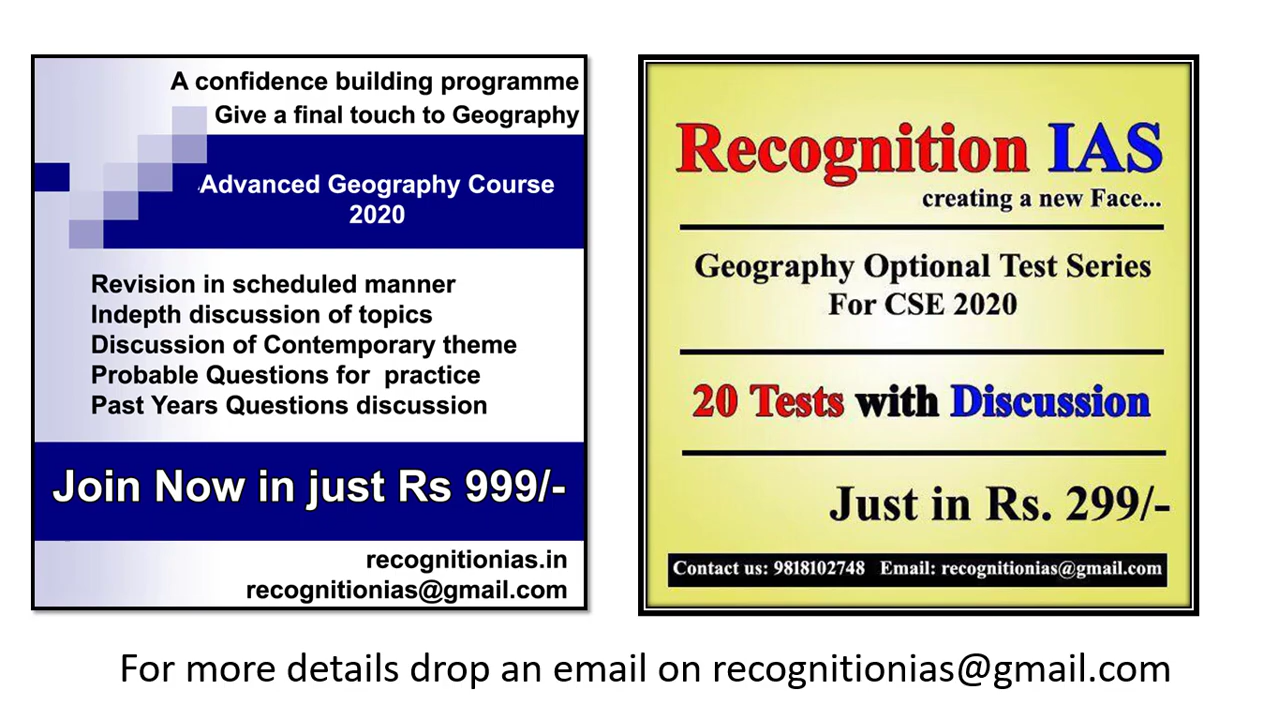 A confidence building programme
Give a final touch to Geography
Advanced Geography Course
2020
Revision in scheduled manner
Indepth discussion of topics
Discussion of Contemporary theme
Probable Questions for practice
Past Years Questions discussion
Join Now in just Rs 999/-
recognitionias.in
recognitionias@gmail.com
Recognition IAS
creating a new Face...
Geography Optional Test Series
For CSE 2020
20 Tests with Discussion
Just in Rs. 299/-
Contact us: 9818102748 Email: recognitionias@gmail.com
For more details drop an email on recognitionias@gmail.com